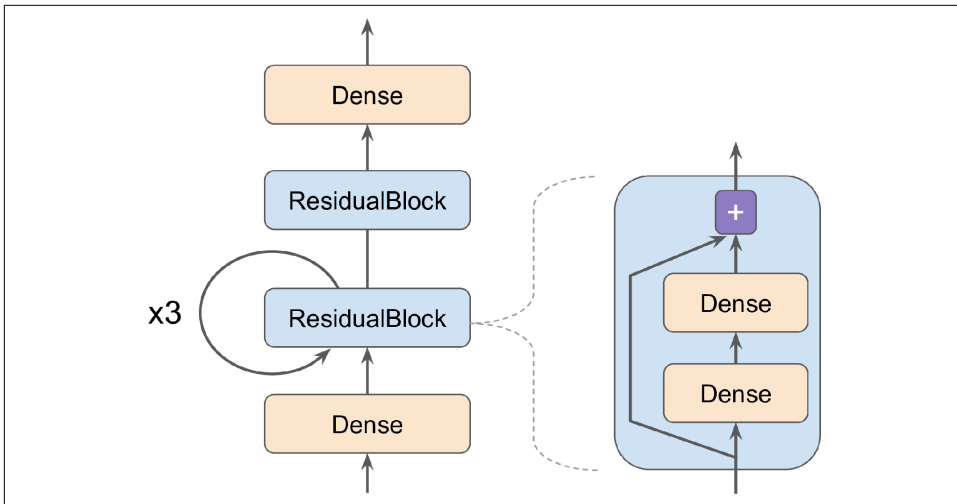 Dense
ResidualBlock
x3
ResidualBlock
Dense
+
Dense
Dense